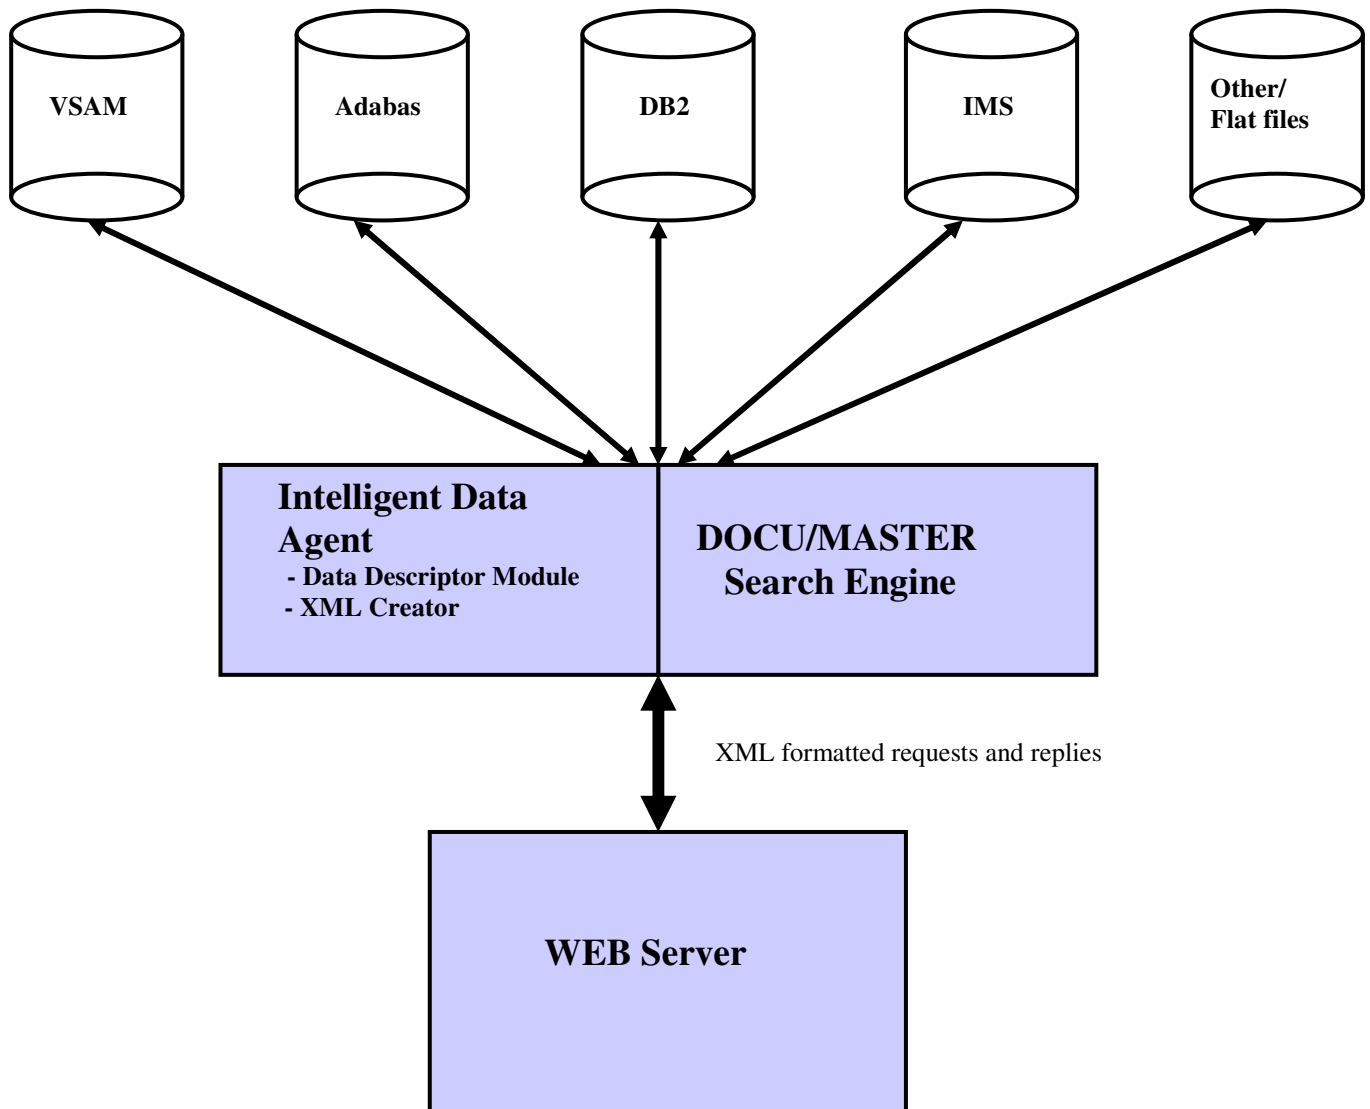 VSAM
Adabas
DB2
IMS
Other/
Flat files
Intelligent Data
Agent
- Data Descriptor Module
- XML Creator
DOCU/MASTER
Search Engine
XML formatted requests and replies
WEB Server